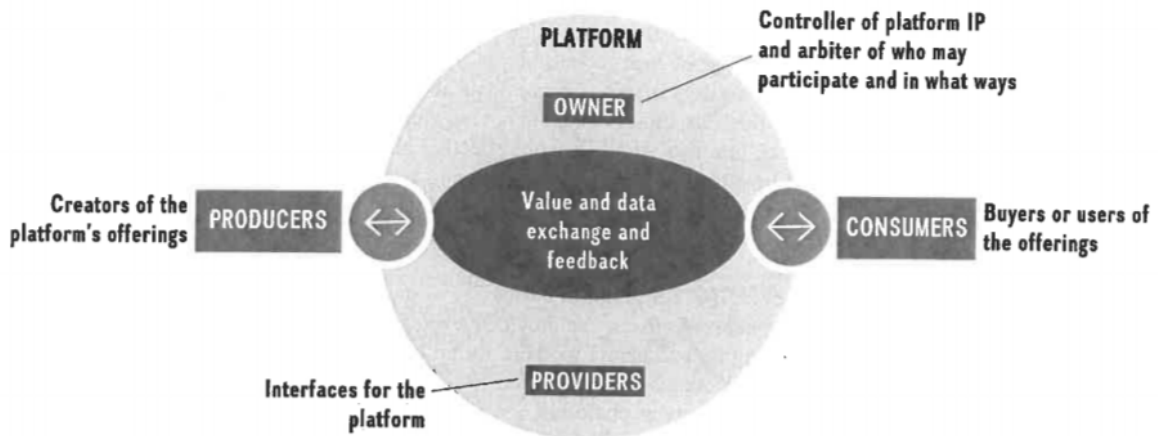 PLATFORM
Controller of platform IP
and arbiter of who may
participate and in what ways
OWNER
Creators of the
platform's offerings
PRODUCERS
Value and data
exchange and
feedback
CONSUMERS
Buyers or users of
the offerings
Interfaces for the
platform
PROVIDERS